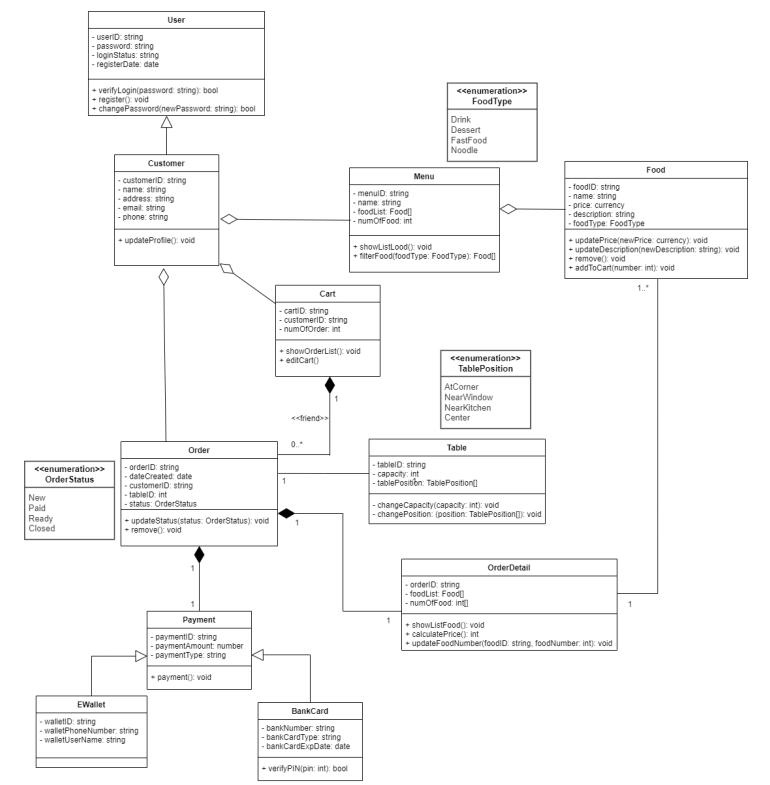 User
- userID: string
- password: string
- loginStatus: string
- registerDate: date
+ verifyLogin(password: string): bool
+ register(): void
+ changePassword(newPassword: string): bool
<<enumeration>>
FoodType
Drink
Dessert
FastFood
Noodle
Customer
- customerID: string
- name: string
- address: string
- email: string
- phone: string
+ updateProfile(): void
Menu
- menuID: string
- name: string
- foodList: Food[]
- numOfFood: int
+ showListLood(): void
+ filterFood(foodType: FoodType): Food[]
Food
- foodID: string
- name: string
- price: currency
- description: string
- foodType: FoodType
+ updatePrice(newPrice: currency): void
+ updateDescription(newDescription: string): void
+ remove(): void
+ addToCart(number: int): void
1..*
Cart
- cartID: string
- customerID: string
- numOfOrder: int
+ showOrderList(): void
+ editCart()
1
<<friend>>
0..*
<<enumeration>>
TablePosition
AtCorner
NearWindow
NearKitchen
Center
<<enumeration>>
OrderStatus
New
Paid
Ready
Closed
Order
- orderID: string
- dateCreated: date
- customerID: string
- tableID: int
- status: OrderStatus
+ updateStatus(status: OrderStatus): void
+ remove(): void
1
1
1
Table
- tableID: string
- capacity: int
- tablePosition: TablePosition[]
- changeCapacity(capacity: int): void
- changePosition: (position: TablePosition[]): void
OrderDetail
- orderID: string
- foodList: Food[]
- numOfFood: int[]
+ showListFood(): void
+ calculatePrice(): int
+ updateFoodNumber(foodID: string, foodNumber: int): void
1
1
1
Payment
- paymentID: string
- paymentAmount: number
- paymentType: string
+ payment(): void
EWallet
- walletID: string
- walletPhoneNumber: string
- walletUserName: string
BankCard
- bankNumber: string
- bankCardType: string
- bankCardExpDate: date
+ verifyPIN(pin: int): bool